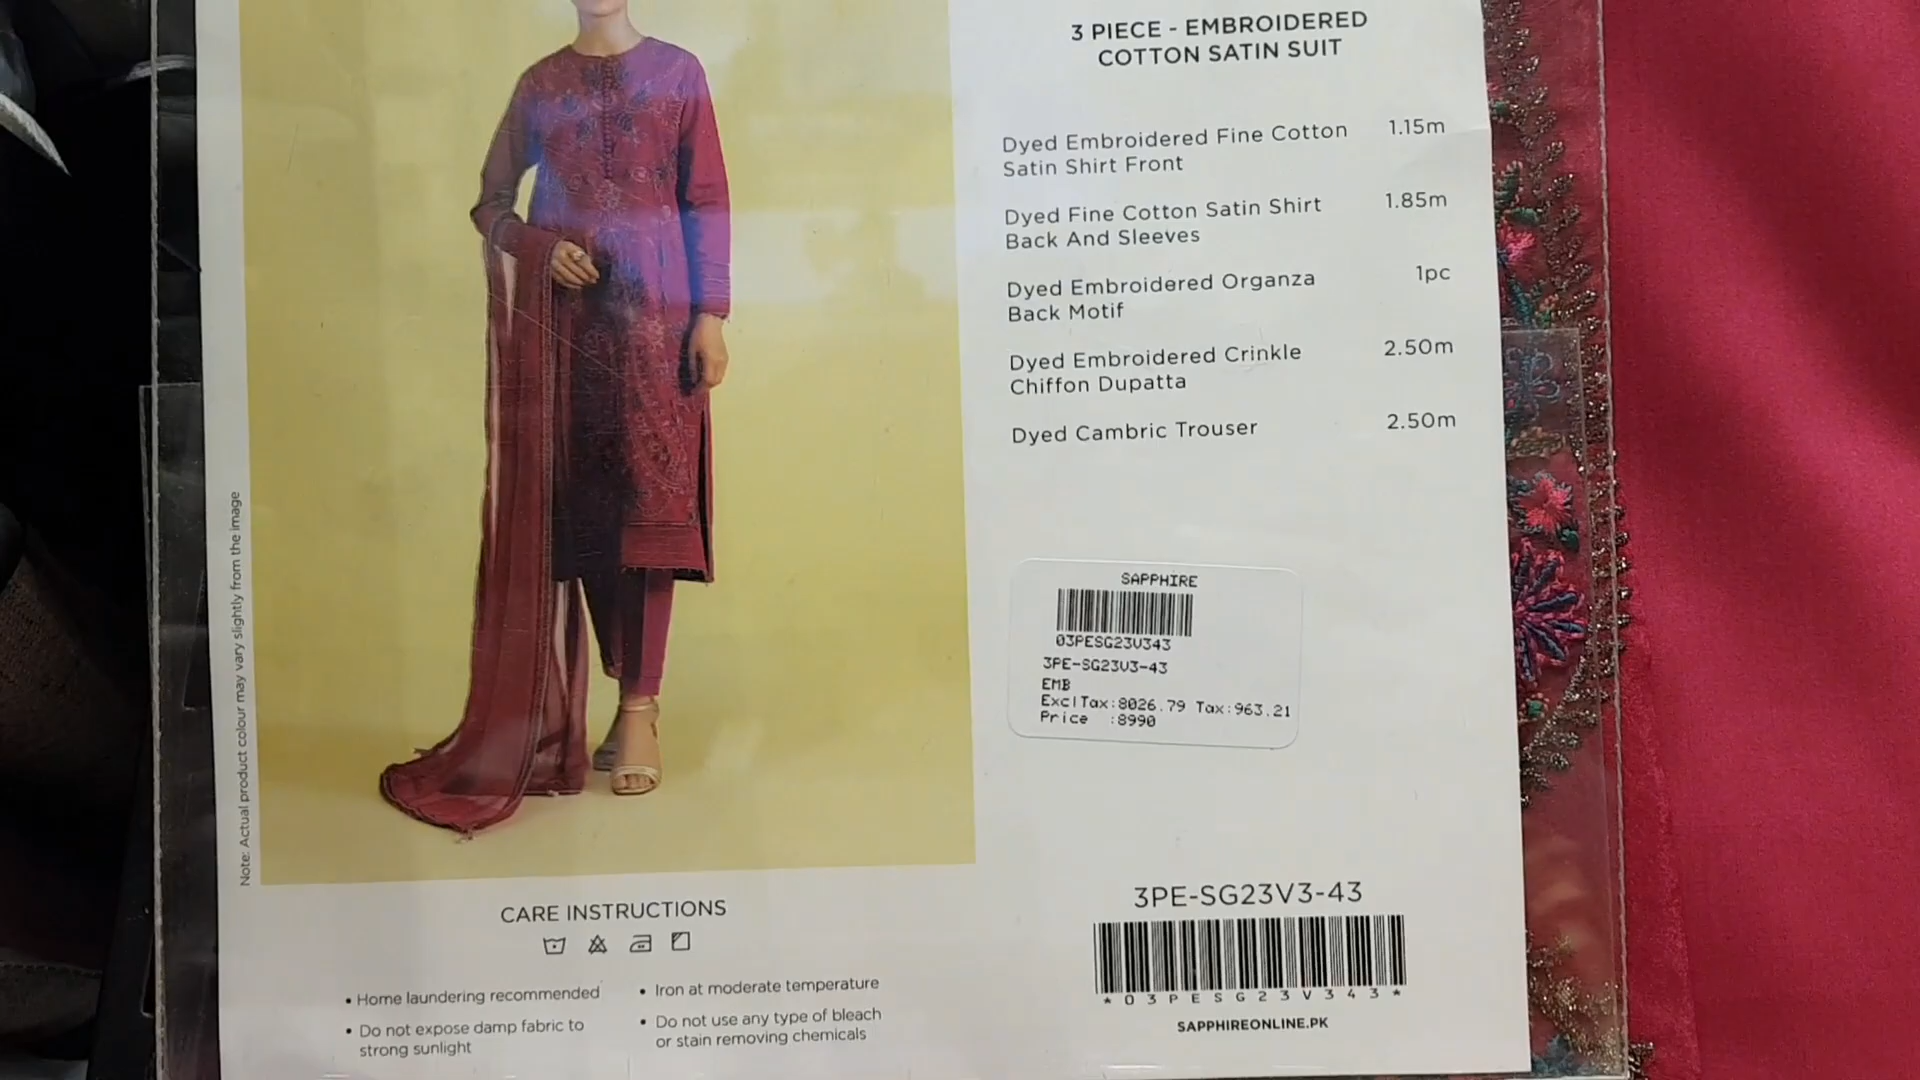 3 PIECE - EMBROIDERED
COTTON SATIN SUIT
Dyed Embroidered Fine Cotton 1.15m
Satin Shirt Front
Dyed Fine Cotton Satin Shirt 1.85m
Back And Sleeves
Dyed Embroidered Organza 1pc
Back Motif
Dyed Embroidered Crinkle 2.50m
Chiffon Dupatta
Dyed Cambric Trouser 2.50m
SAPPHIRE
03PESG23V343
3PE-SG23V3-43
EMB
ExclTax:8026.79 Tax:963.21
Price :8990
3PE-SG23V3-43
*03PESG23V343*
SAPPHIREONLINE.PK
Note: Actual product colour may vary slightly from the image
CARE INSTRUCTIONS
• Home laundering recommended
• Do not expose damp fabric to
strong sunlight
• Iron at moderate temperature
• Do not use any type of bleach
or stain removing chemicals